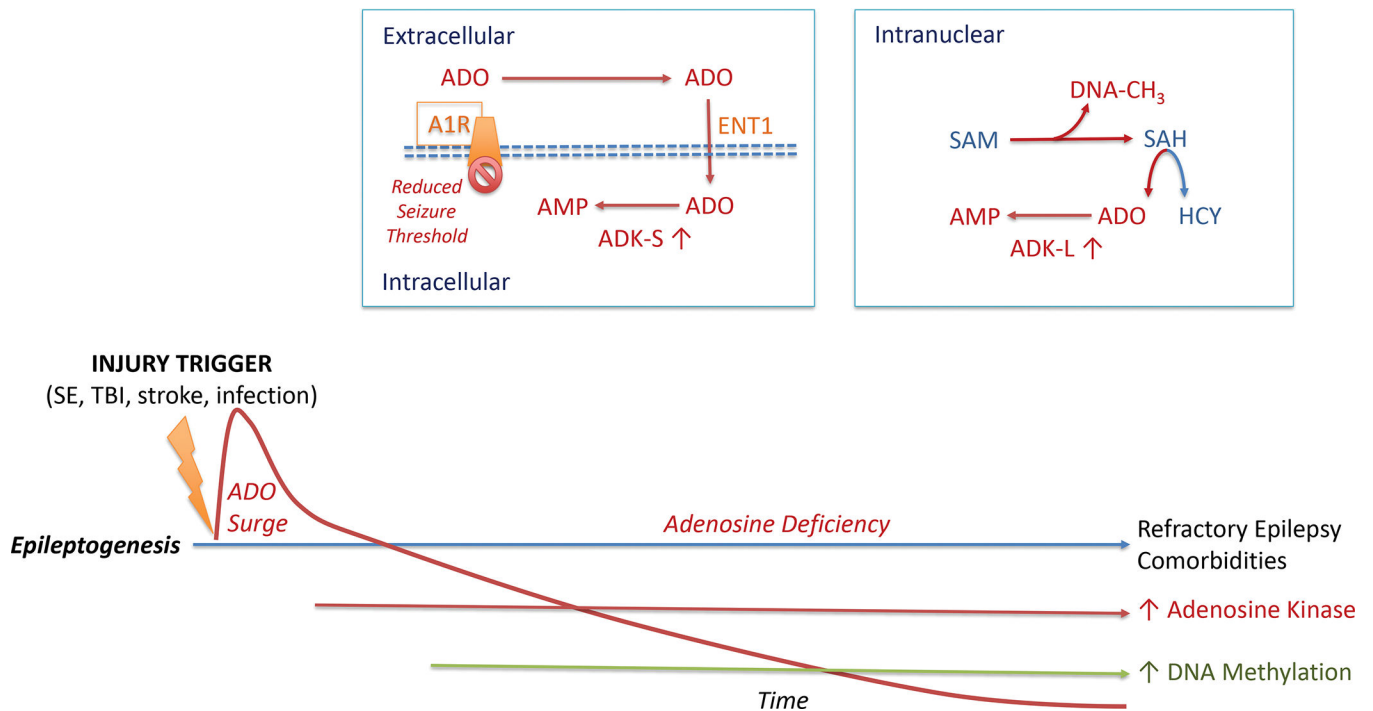 Extracellular
ADO
ADO
A1R
ENT1
Reduced
Seizure
Threshold
AMP
ADO
ADK-S ↑
Intracellular
Intranuclear
DNA-CH₃
SAM
SAH
AMP
ADO
HCY
ADK-L ↑
INJURY TRIGGER
(SE, TBI, stroke, infection)
ADO
Surge
Epileptogenesis
Adenosine Deficiency
Refractory Epilepsy
Comorbidities
↑ Adenosine Kinase
↑ DNA Methylation
Time